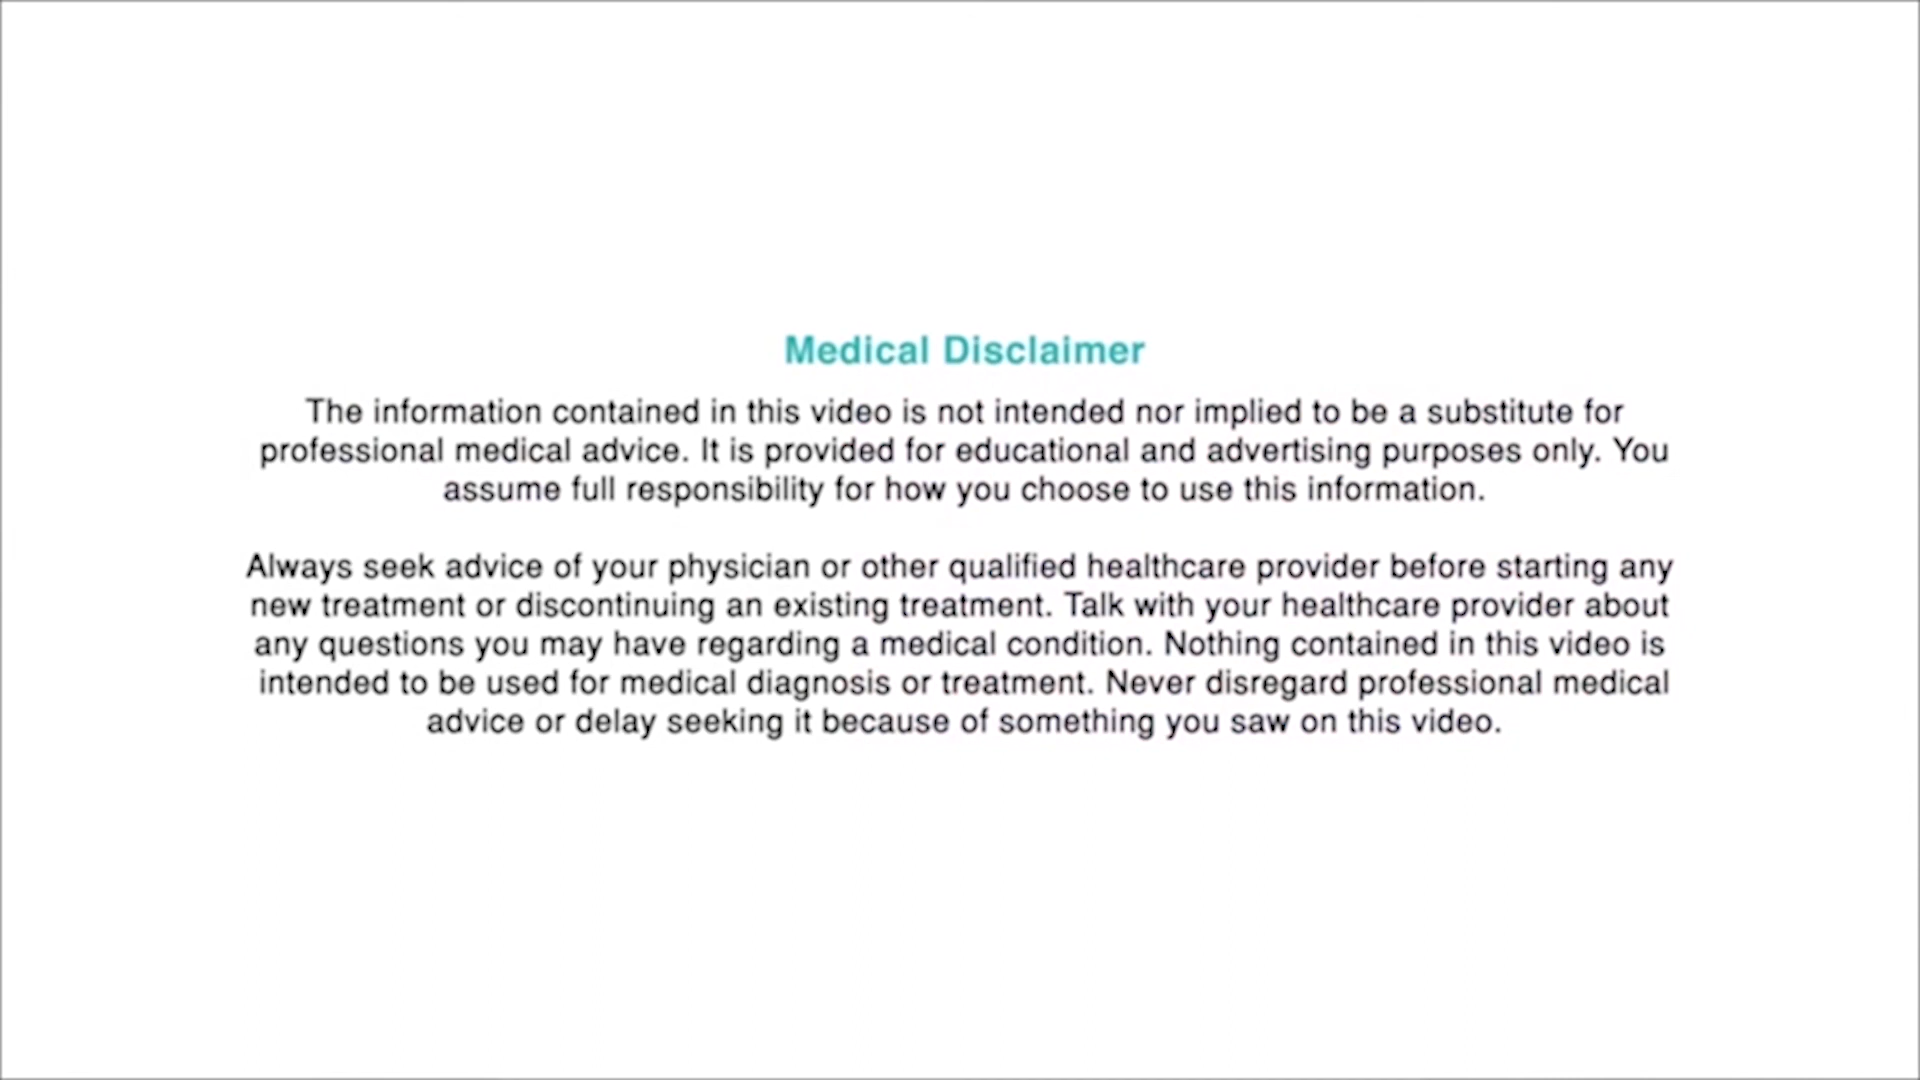 Medical Disclaimer
The information contained in this video is not intended nor implied to be a substitute for
professional medical advice. It is provided for educational and advertising purposes only. You
assume full responsibility for how you choose to use this information.
Always seek advice of your physician or other qualified healthcare provider before starting any
new treatment or discontinuing an existing treatment. Talk with your healthcare provider about
any questions you may have regarding a medical condition. Nothing contained in this video is
intended to be used for medical diagnosis or treatment. Never disregard professional medical
advice or delay seeking it because of something you saw on this video.